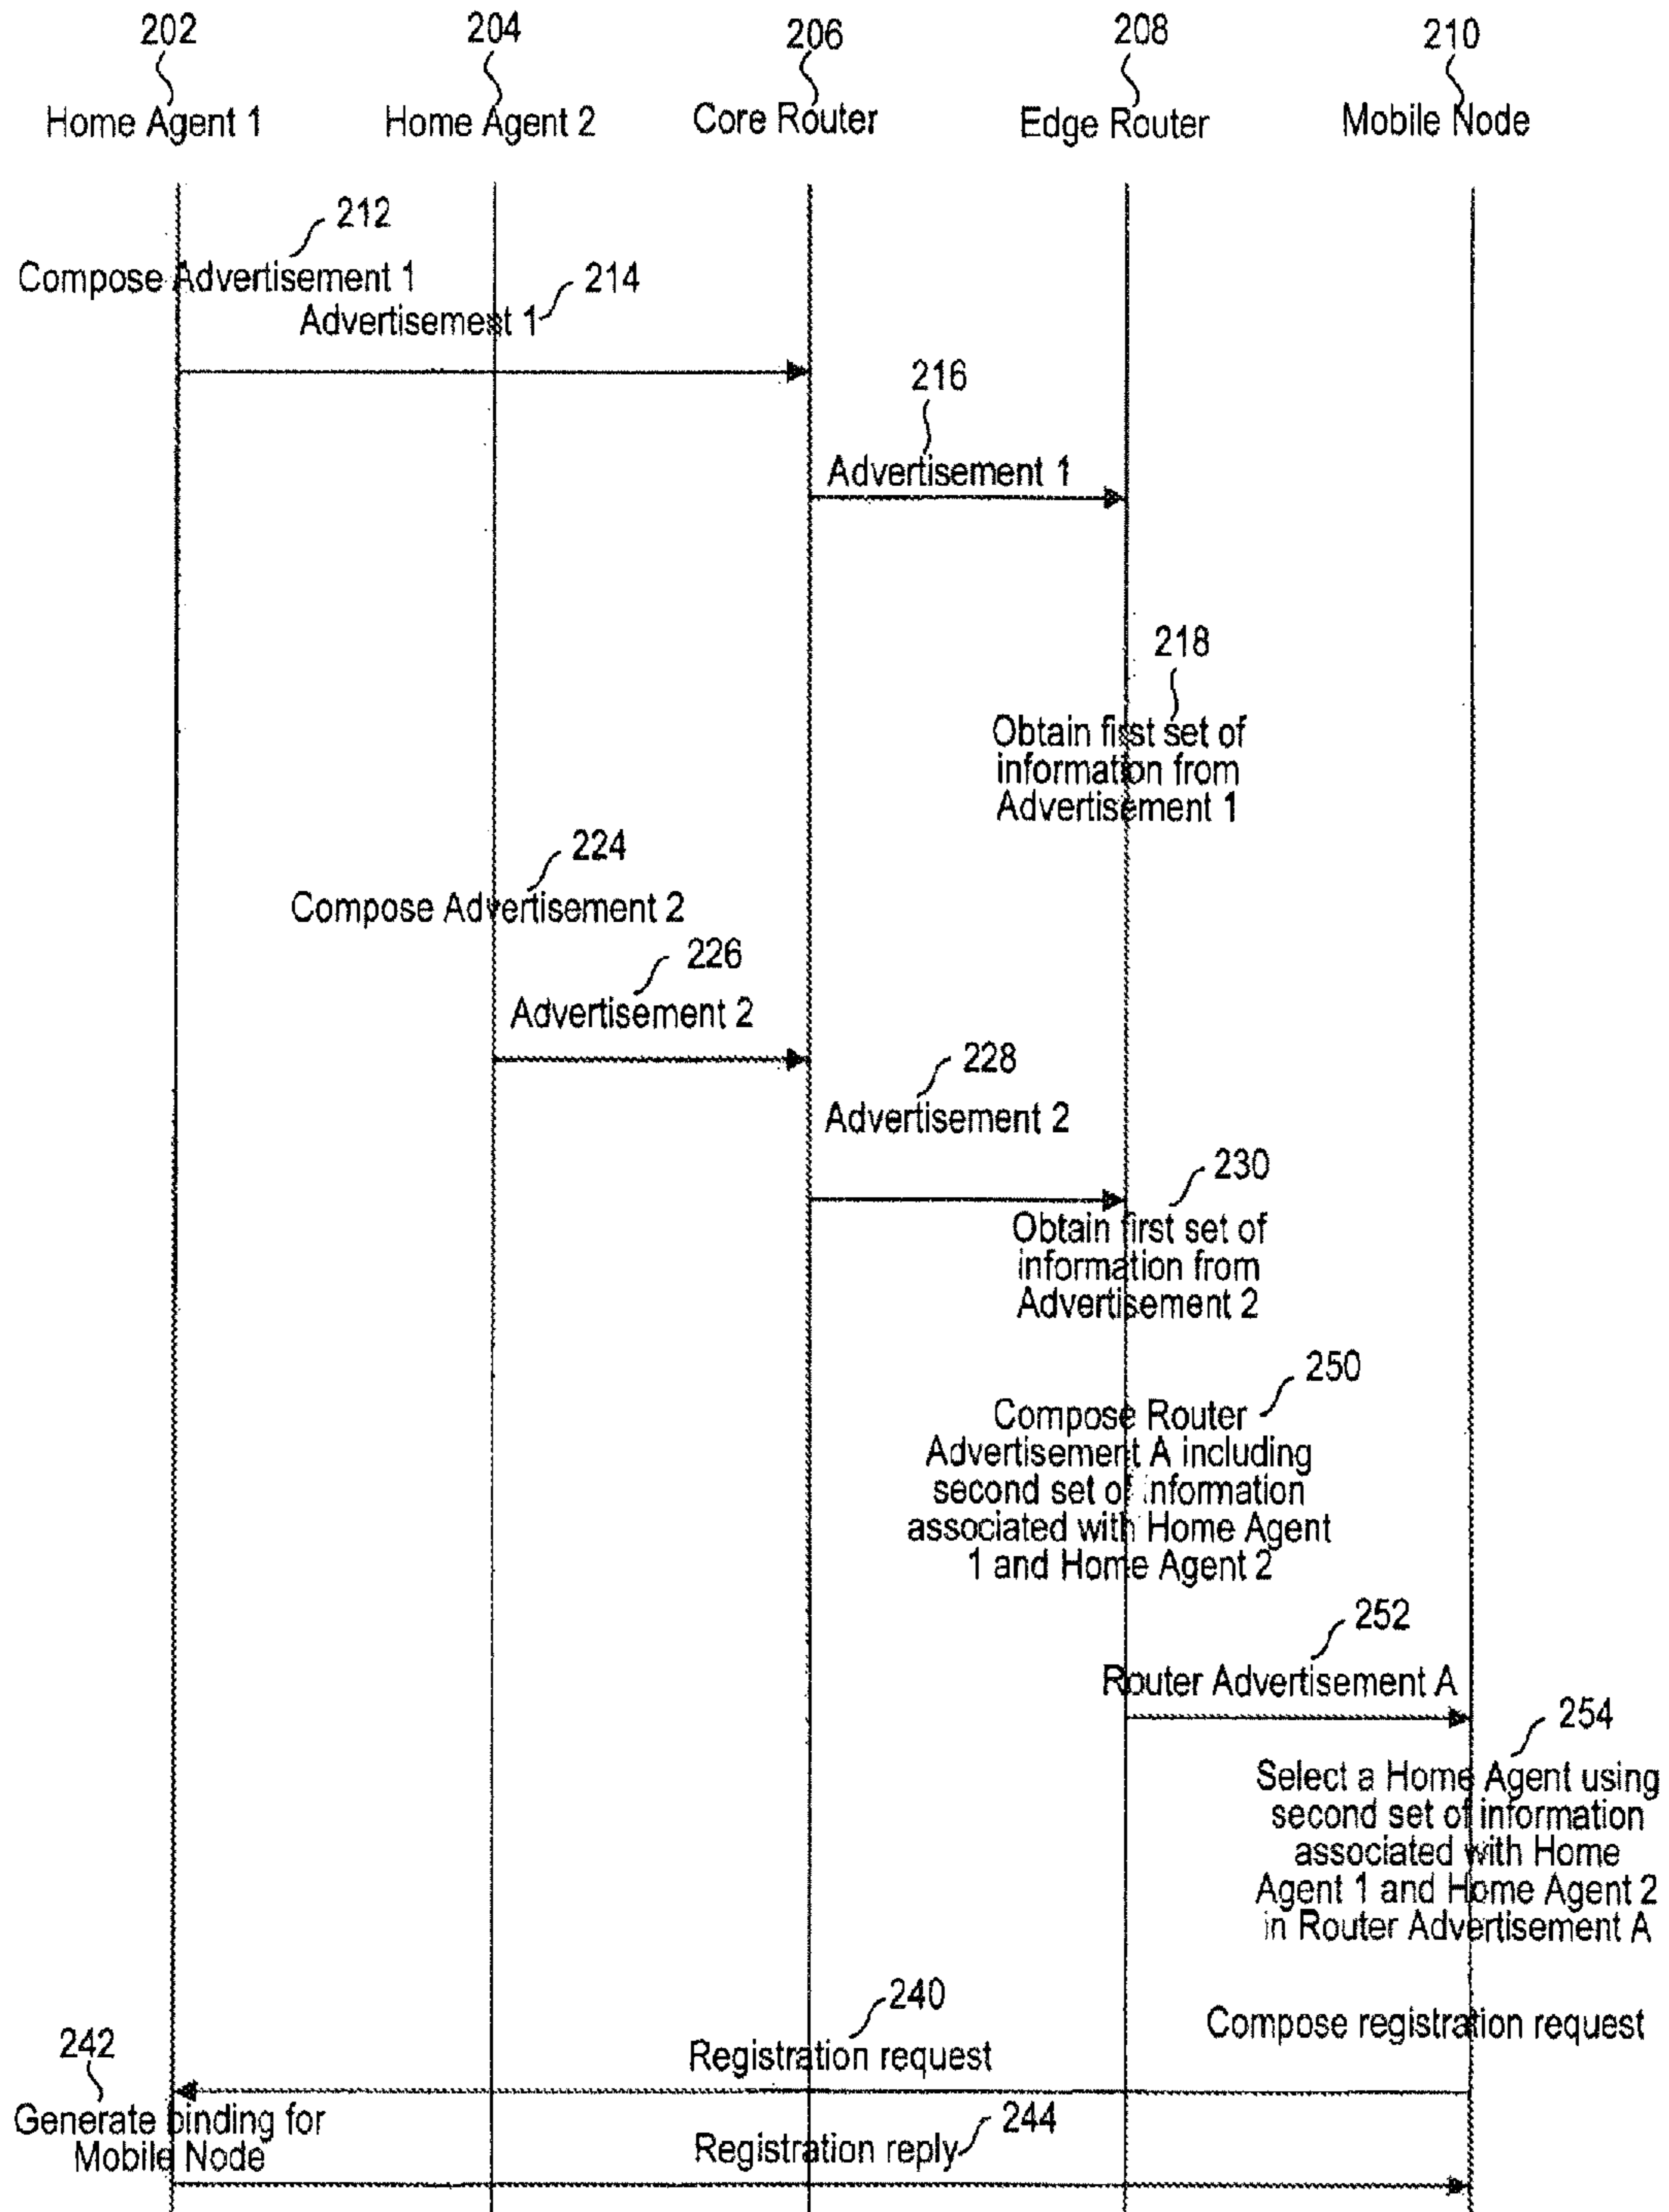 202
204
206
208
210
Home Agent 1
Home Agent 2
Core Router
Edge Router
Mobile Node
212
Compose Advertisement 1
214
Advertisement 1
216
Advertisement 1
218
Obtain first set of
information from
Advertisement 1
224
Compose Advertisement 2
226
Advertisement 2
228
Advertisement 2
230
Obtain first set of
information from
Advertisement 2
250
Compose Router
Advertisement A including
second set of information
associated with Home Agent
1 and Home Agent 2
252
Router Advertisement A
254
Select a Home Agent using
second set of information
associated with Home
Agent 1 and Home Agent 2
in Router Advertisement A
Compose registration request
240
Registration request
242
Generate binding for
Mobile Node
244
Registration reply